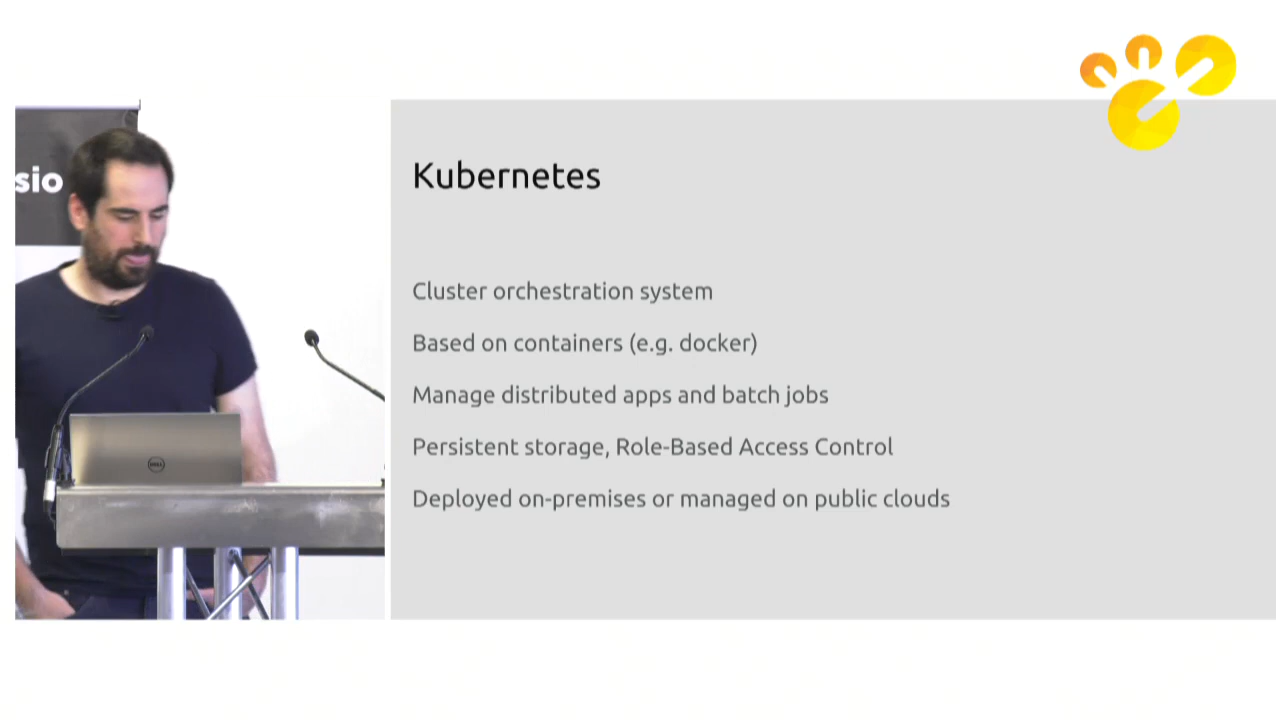 sio
Kubernetes
Cluster orchestration system
Based on containers (e.g. docker)
Manage distributed apps and batch jobs
Persistent storage, Role-Based Access Control
Deployed on-premises or managed on public clouds
DELL